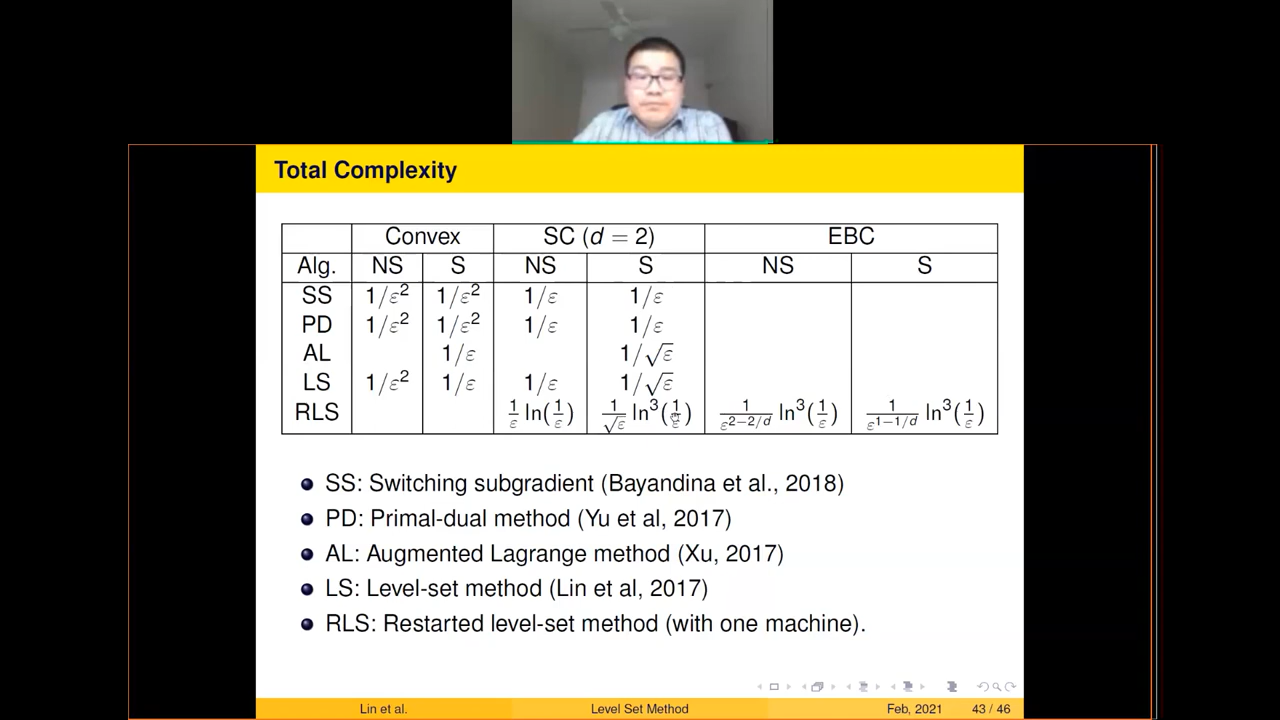 Total Complexity
Convex SC (d = 2) EBC
Alg. NS S NS S NS S
SS 1/ε² 1/ε² 1/ε 1/ε
PD 1/ε² 1/ε² 1/ε 1/ε
AL 1/ε 1/√ε
LS 1/ε² 1/ε 1/ε 1/√ε
RLS 1/ε ln(1/ε) 1/√ε ln³(1/ε) 1/ε^(2−2/d) ln³(1/ε) 1/ε^(1−1/d) ln³(1/ε)
SS: Switching subgradient (Bayandina et al., 2018)
PD: Primal-dual method (Yu et al, 2017)
AL: Augmented Lagrange method (Xu, 2017)
LS: Level-set method (Lin et al, 2017)
RLS: Restarted level-set method (with one machine).
Lin et al. Level Set Method Feb, 2021 43 / 46